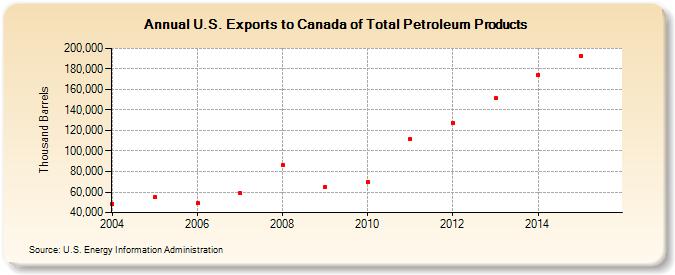 Annual U.S. Exports to Canada of Total Petroleum Products
Thousand Barrels
200,000
180,000
160,000
140,000
120,000
100,000
80,000
60,000
40,000
2004 2006 2008 2010 2012 2014
Source: U.S. Energy Information Administration